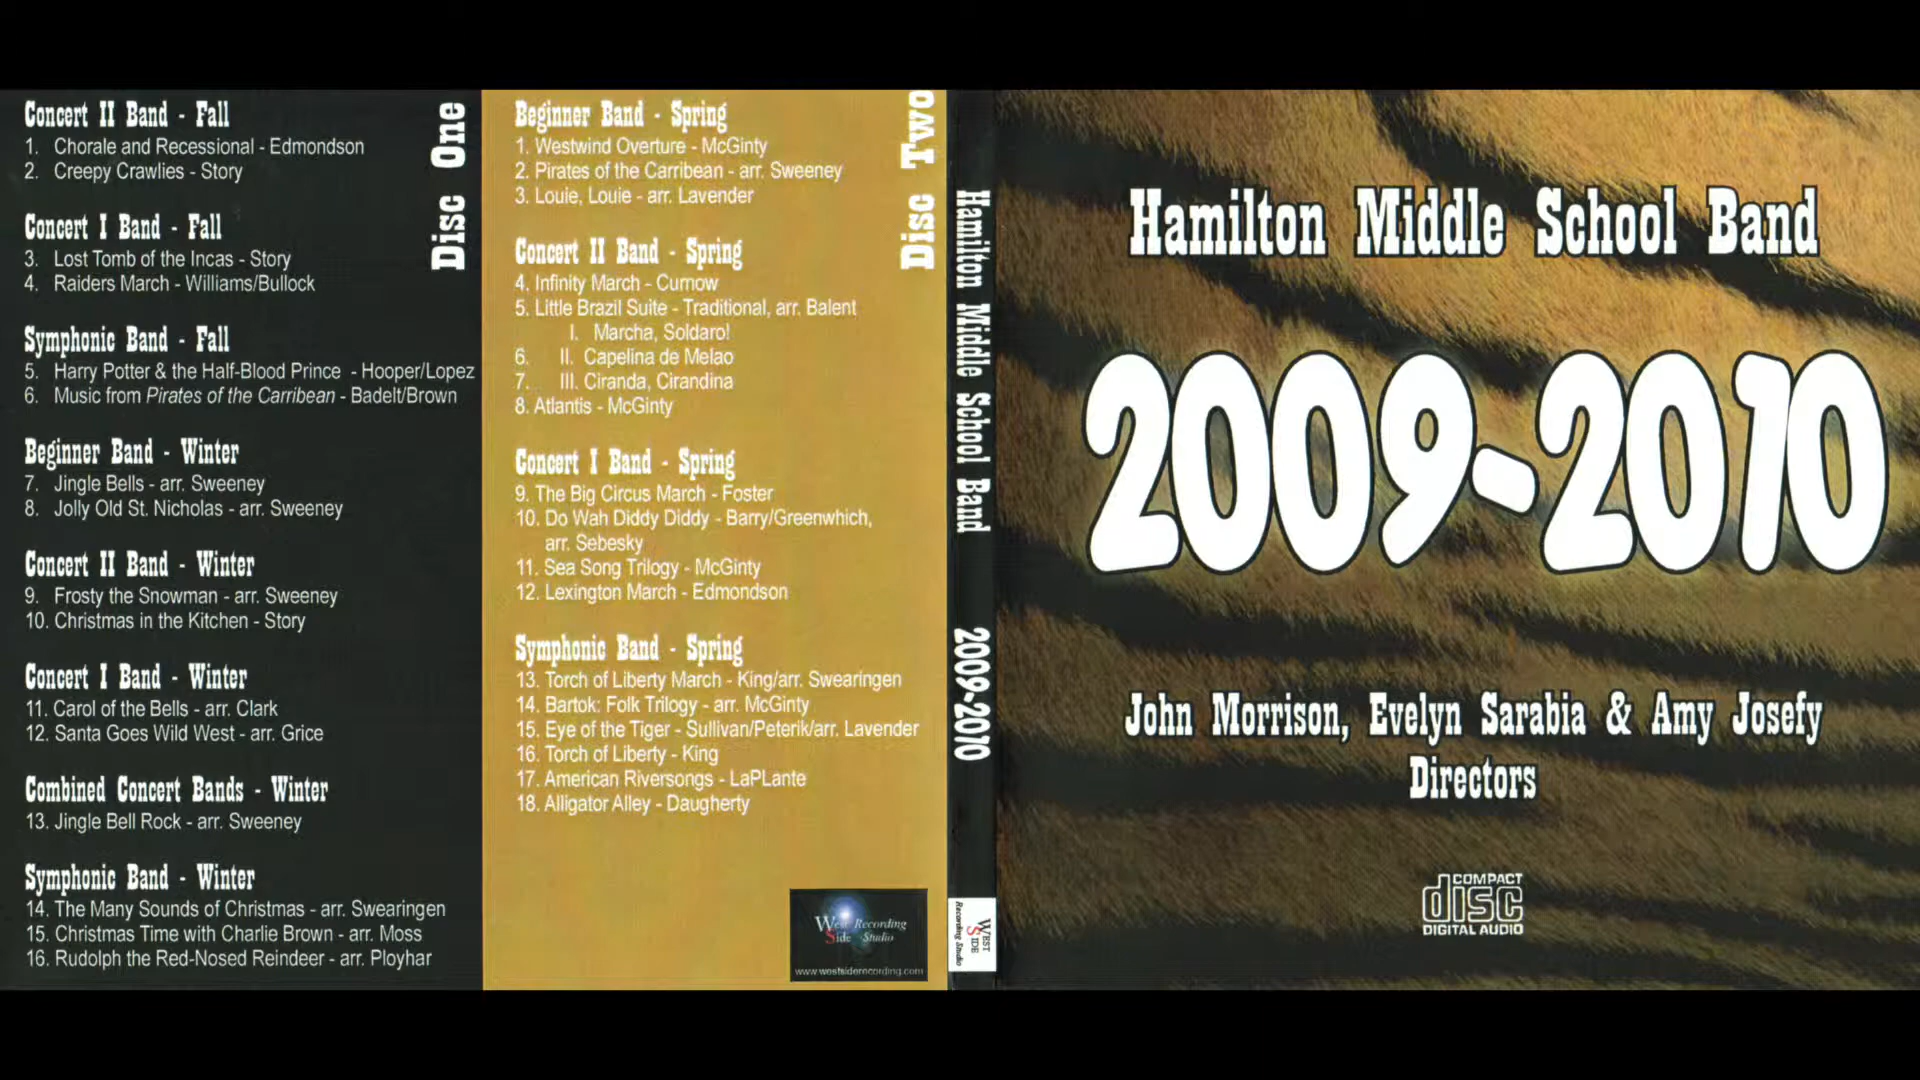 Concert II Band - Fall
1. Chorale and Recessional - Edmondson
2. Creepy Crawlies - Story
Concert I Band - Fall
3. Lost Tomb of the Incas - Story
4. Raiders March - Williams/Bullock
Symphonic Band - Fall
5. Harry Potter & the Half-Blood Prince - Hooper/Lopez
6. Music from Pirates of the Carribean - Badelt/Brown
Beginner Band - Winter
7. Jingle Bells - arr. Sweeney
8. Jolly Old St. Nicholas - arr. Sweeney
Concert II Band - Winter
9. Frosty the Snowman - arr. Sweeney
10. Christmas in the Kitchen - Story
Concert I Band - Winter
11. Carol of the Bells - arr. Clark
12. Santa Goes Wild West - arr. Grice
Combined Concert Bands - Winter
13. Jingle Bell Rock - arr. Sweeney
Symphonic Band - Winter
14. The Many Sounds of Christmas - arr. Swearingen
15. Christmas Time with Charlie Brown - arr. Moss
16. Rudolph the Red-Nosed Reindeer - arr. Ployhar
Disc One
Beginner Band - Spring
1. Westwind Overture - McGinty
2. Pirates of the Carribean - arr. Sweeney
3. Louie, Louie - arr. Lavender
Concert II Band - Spring
4. Infinity March - Curnow
5. Little Brazil Suite - Traditional, arr. Balent
I. Marcha, Soldaro!
6. II. Capelina de Melao
7. III. Ciranda, Cirandina
8. Atlantis - McGinty
Concert I Band - Spring
9. The Big Circus March - Foster
10. Do Wah Diddy Diddy - Barry/Greenwhich,
arr. Sebesky
11. Sea Song Trilogy - McGinty
12. Lexington March - Edmondson
Symphonic Band - Spring
13. Torch of Liberty March - King/arr. Swearingen
14. Bartok: Folk Trilogy - arr. McGinty
15. Eye of the Tiger - Sullivan/Peterik/arr. Lavender
16. Torch of Liberty - King
17. American Riversongs - LaPLante
18. Alligator Alley - Daugherty
Disc Two
West Recording
Side Studio
www.westsiderecording.com
Hamilton Middle School Band 2009-2010
WEST
SIDE
Recording Studio
Hamilton Middle School Band
2009-2010
John Morrison, Evelyn Sarabia & Amy Josefy
Directors
COMPACT
disc
DIGITAL AUDIO